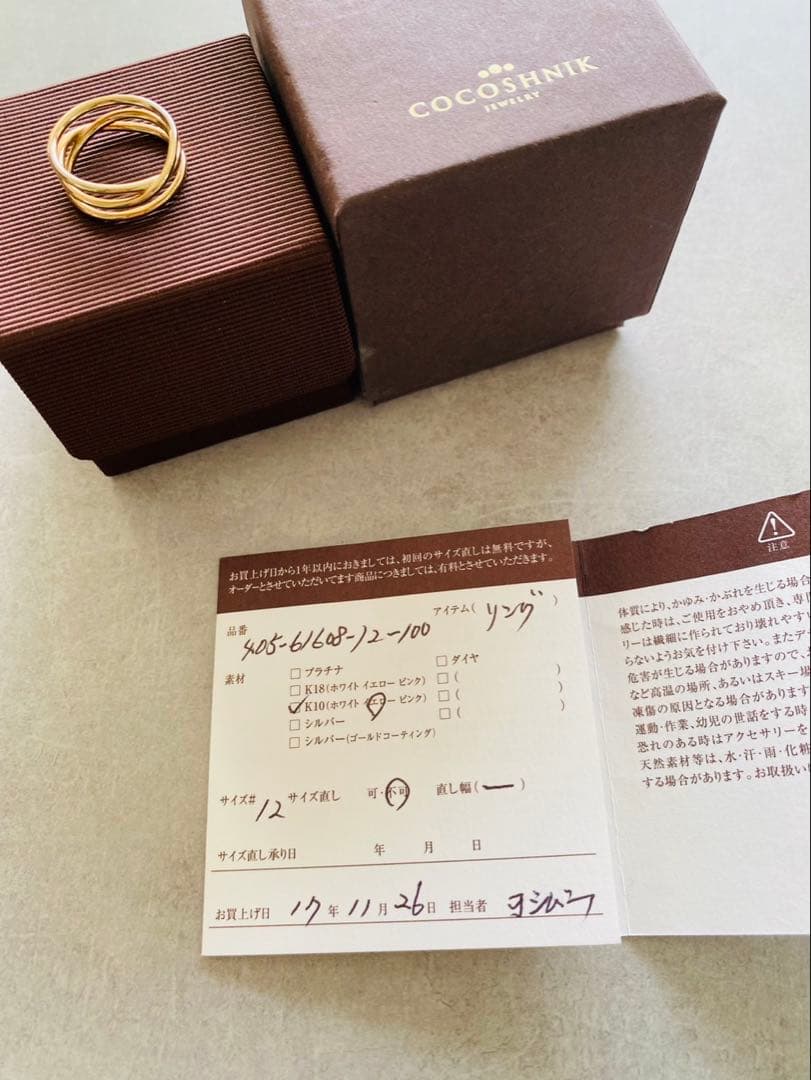 COCOSHNIK
JEWELRY
お買上げ日から1年以内におきましては、初回のサイズ直しは無料ですが、
オーダーとさせていただいてます商品につきましては、有料とさせていただきます。
品番 405-61608-12-100 アイテム( リング )
素材 □ プラチナ □ ダイヤ
□ K18(ホワイト イエロー ピンク) □ ( )
✓ K10(ホワイト イエロー ピンク) □ ( )
□ シルバー □ ( )
□ シルバー(ゴールドコーティング)
サイズ# 12 サイズ直し 可・不可 直し幅( ー )
サイズ直し承り日 年 月 日
お買上げ日 17年 11月 26日 担当者 ヨシムラ
注意
体質により、かゆみ・かぶれを生じる場合
感じた時は、ご使用をおやめ頂き、専
リーは繊細に作られており壊れやす
らないようお気を付け下さい。またデ
危害が生じる場合がありますので、
など高温の場所、あるいはスキー場
凍傷の原因となる場合があります
運動・作業、幼児の世話をする時
恐れのある時はアクセサリーを
天然素材等は、水・汗・雨・化粧
する場合があります。お取扱い